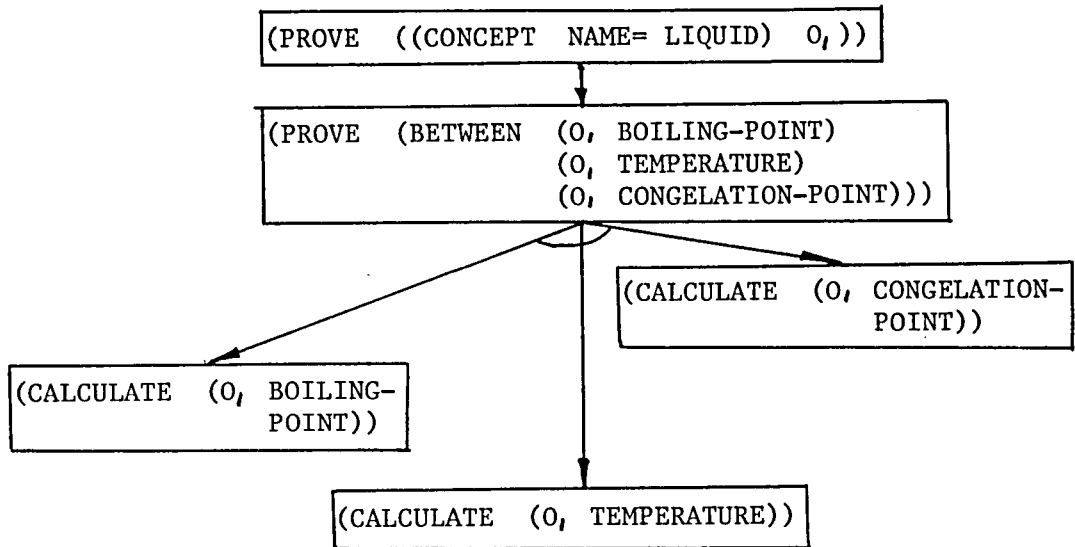 (PROVE ((CONCEPT NAME= LIQUID) O₁))
(PROVE (BETWEEN (O₁ BOILING-POINT)
(O₁ TEMPERATURE)
(O₁ CONGELATION-POINT)))
(CALCULATE (O₁ CONGELATION-
POINT))
(CALCULATE (O₁ BOILING-
POINT))
(CALCULATE (O₁ TEMPERATURE))